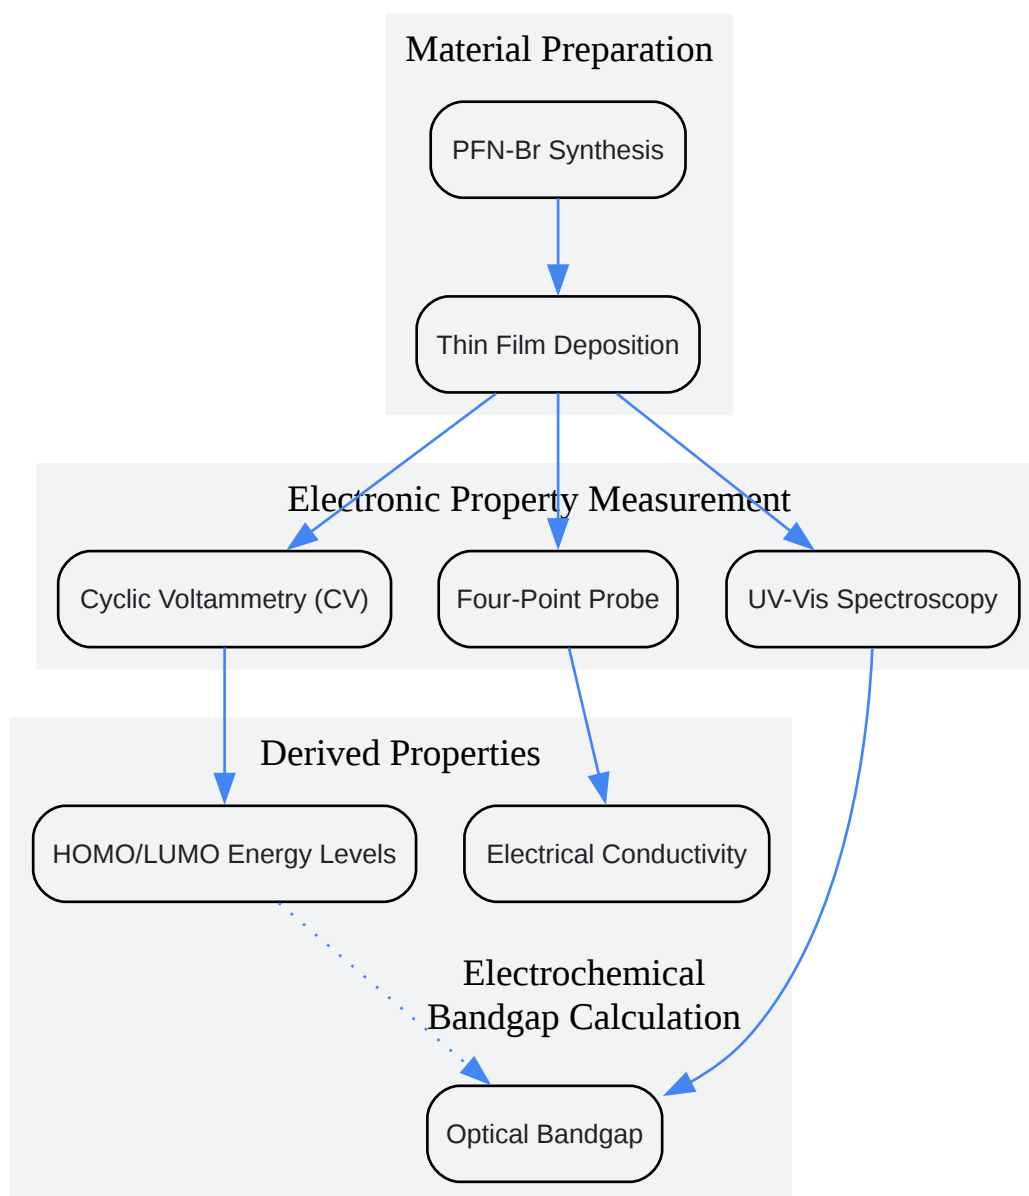 Material Preparation
PFN-Br Synthesis
Thin Film Deposition
Electronic Property Measurement
Cyclic Voltammetry (CV)
Four-Point Probe
UV-Vis Spectroscopy
Derived Properties
HOMO/LUMO Energy Levels
Electrical Conductivity
Electrochemical
Bandgap Calculation
Optical Bandgap